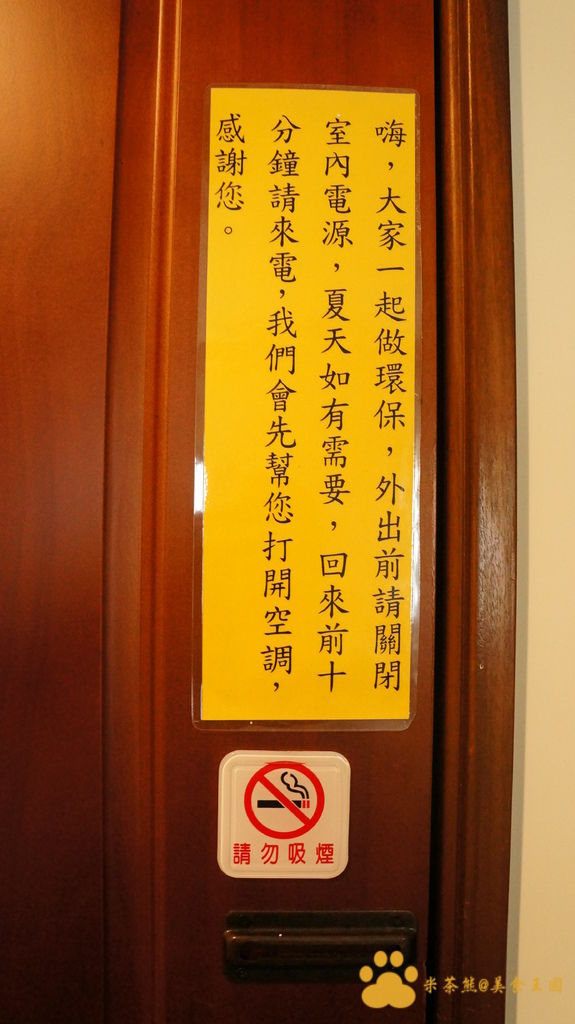 嗨，大家一起做環保，外出前請關閉
室內電源，夏天如有需要，回來前十
分鐘請來電，我們會先幫您打開空調，
感謝您。
請勿吸煙
米茶熊@美食王國